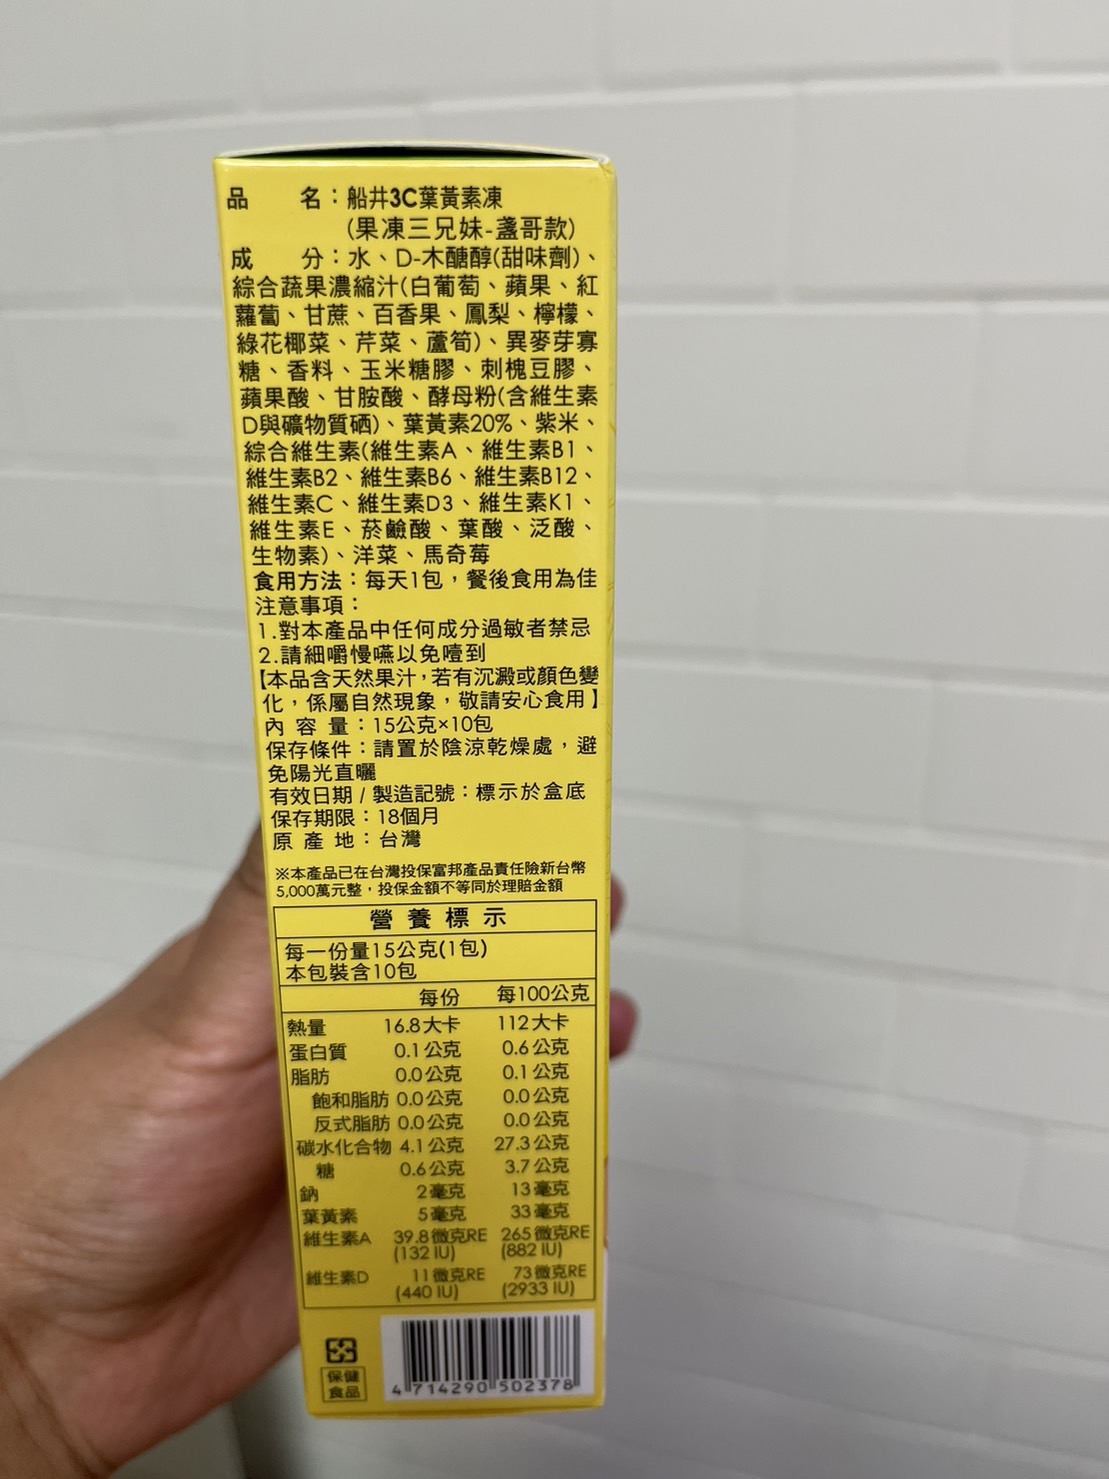 品　　名：船井3C葉黃素凍
(果凍三兄妹-盞哥款)
成　　分：水、D-木醣醇(甜味劑)、
綜合蔬果濃縮汁(白葡萄、蘋果、紅
蘿蔔、甘蔗、百香果、鳳梨、檸檬、
綠花椰菜、芹菜、蘆筍)、異麥芽寡
糖、香料、玉米糖膠、刺槐豆膠、
蘋果酸、甘胺酸、酵母粉(含維生素
D與礦物質硒)、葉黃素20%、紫米、
綜合維生素(維生素A、維生素B1、
維生素B2、維生素B6、維生素B12、
維生素C、維生素D3、維生素K1、
維生素E、菸鹼酸、葉酸、泛酸、
生物素)、洋菜、馬奇莓
食用方法：每天1包，餐後食用為佳
注意事項：
1.對本產品中任何成分過敏者禁忌
2.請細嚼慢嚥以免噎到
【本品含天然果汁，若有沉澱或顏色變
化，係屬自然現象，敬請安心食用】
內 容 量：15公克×10包
保存條件：請置於陰涼乾燥處，避
免陽光直曬
有效日期 / 製造記號：標示於盒底
保存期限：18個月
原 產 地：台灣
※本產品已在台灣投保富邦產品責任險新台幣
5,000萬元整，投保金額不等同於理賠金額
營 養 標 示
每一份量15公克(1包)
本包裝含10包
每份 每100公克
熱量 16.8大卡 112大卡
蛋白質 0.1公克 0.6公克
脂肪 0.0公克 0.1公克
飽和脂肪 0.0公克 0.0公克
反式脂肪 0.0公克 0.0公克
碳水化合物 4.1公克 27.3公克
糖 0.6公克 3.7公克
鈉 2毫克 13毫克
葉黃素 5毫克 33毫克
維生素A 39.8微克RE 265微克RE
(132 IU) (882 IU)
維生素D 11微克RE 73微克RE
(440 IU) (2933 IU)
保健
食品
4 714290 502378